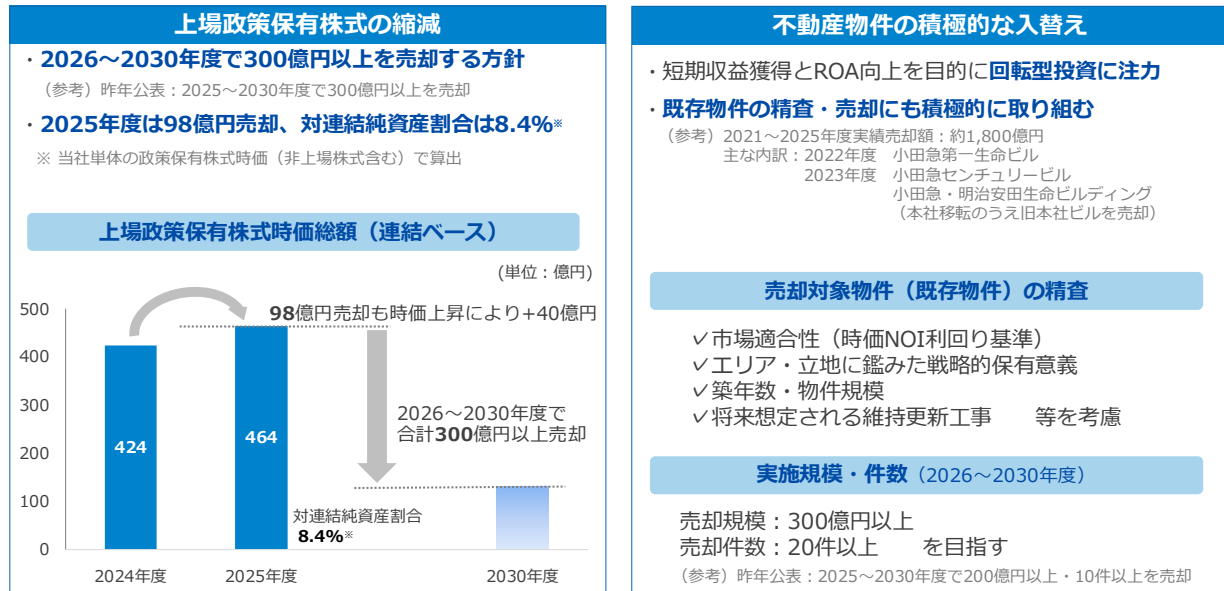 上場政策保有株式の縮減
・2026～2030年度で300億円以上を売却する方針
（参考）昨年公表：2025～2030年度で300億円以上を売却
・2025年度は98億円売却、対連結純資産割合は8.4%※
※ 当社単体の政策保有株式時価（非上場株式含む）で算出
上場政策保有株式時価総額（連結ベース）
(単位：億円)
98億円売却も時価上昇により+40億円
500
400
300
200
100
0
424
464
2026～2030年度で
合計300億円以上売却
対連結純資産割合
8.4%※
2024年度
2025年度
2030年度
不動産物件の積極的な入替え
・短期収益獲得とROA向上を目的に回転型投資に注力
・既存物件の精査・売却にも積極的に取り組む
（参考）2021～2025年度実績売却額：約1,800億円
主な内訳：2022年度　小田急第一生命ビル
2023年度　小田急センチュリービル
小田急・明治安田生命ビルディング
（本社移転のうえ旧本社ビルを売却）
売却対象物件（既存物件）の精査
✓市場適合性（時価NOI利回り基準）
✓エリア・立地に鑑みた戦略的保有意義
✓築年数・物件規模
✓将来想定される維持更新工事　　等を考慮
実施規模・件数（2026～2030年度）
売却規模：300億円以上
売却件数：20件以上　　を目指す
（参考）昨年公表：2025～2030年度で200億円以上・10件以上を売却